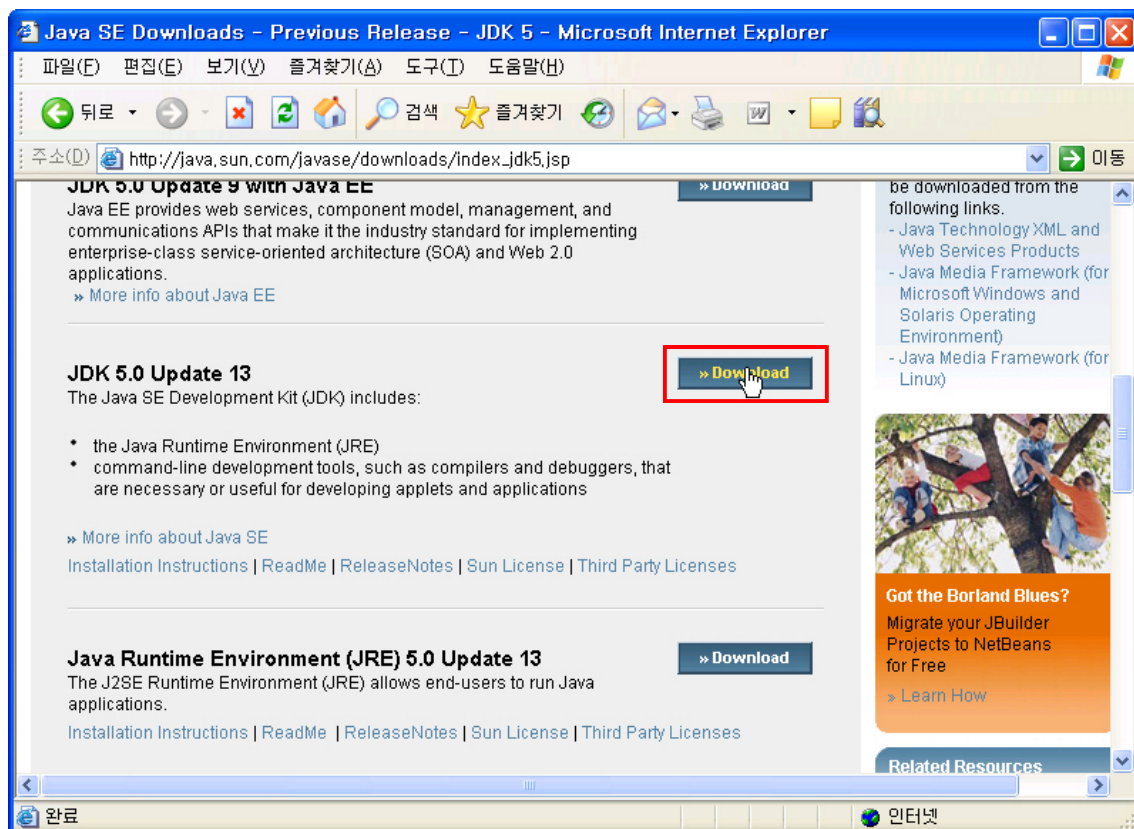 Java SE Downloads - Previous Release - JDK 5 - Microsoft Internet Explorer
파일(F) 편집(E) 보기(V) 즐겨찾기(A) 도구(T) 도움말(H)
뒤로 검색 즐겨찾기
주소(D) http://java.sun.com/javase/downloads/index_jdk5.jsp 이동
JDK 5.0 Update 9 with Java EE
» Download
Java EE provides web services, component model, management, and
communications APIs that make it the industry standard for implementing
enterprise-class service-oriented architecture (SOA) and Web 2.0
applications.
» More info about Java EE
JDK 5.0 Update 13
» Download
The Java SE Development Kit (JDK) includes:
• the Java Runtime Environment (JRE)
• command-line development tools, such as compilers and debuggers, that
are necessary or useful for developing applets and applications
» More info about Java SE
Installation Instructions | ReadMe | ReleaseNotes | Sun License | Third Party Licenses
Java Runtime Environment (JRE) 5.0 Update 13
» Download
The J2SE Runtime Environment (JRE) allows end-users to run Java
applications.
Installation Instructions | ReadMe | ReleaseNotes | Sun License | Third Party Licenses
be downloaded from the
following links.
- Java Technology XML and
Web Services Products
- Java Media Framework (for
Microsoft Windows and
Solaris Operating
Environment)
- Java Media Framework (for
Linux)
Got the Borland Blues?
Migrate your JBuilder
Projects to NetBeans
for Free
» Learn How
Related Resources
완료 인터넷